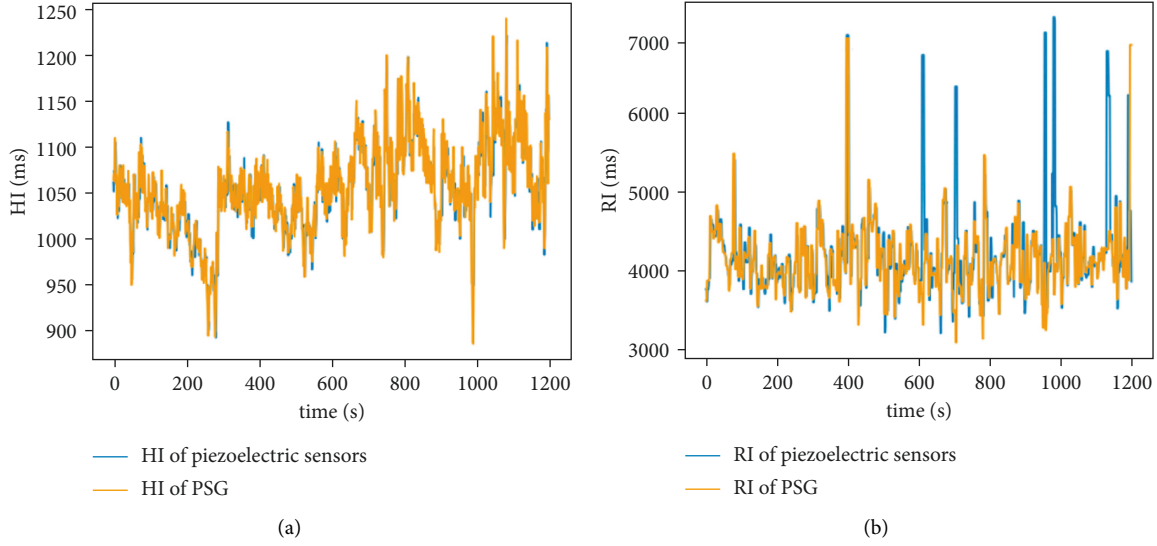 1250
1200
1150
1100
1050
1000
950
900
HI (ms)
0 200 400 600 800 1000 1200
time (s)
HI of piezoelectric sensors
HI of PSG
(a)
7000
6000
5000
4000
3000
RI (ms)
0 200 400 600 800 1000 1200
time (s)
RI of piezoelectric sensors
RI of PSG
(b)